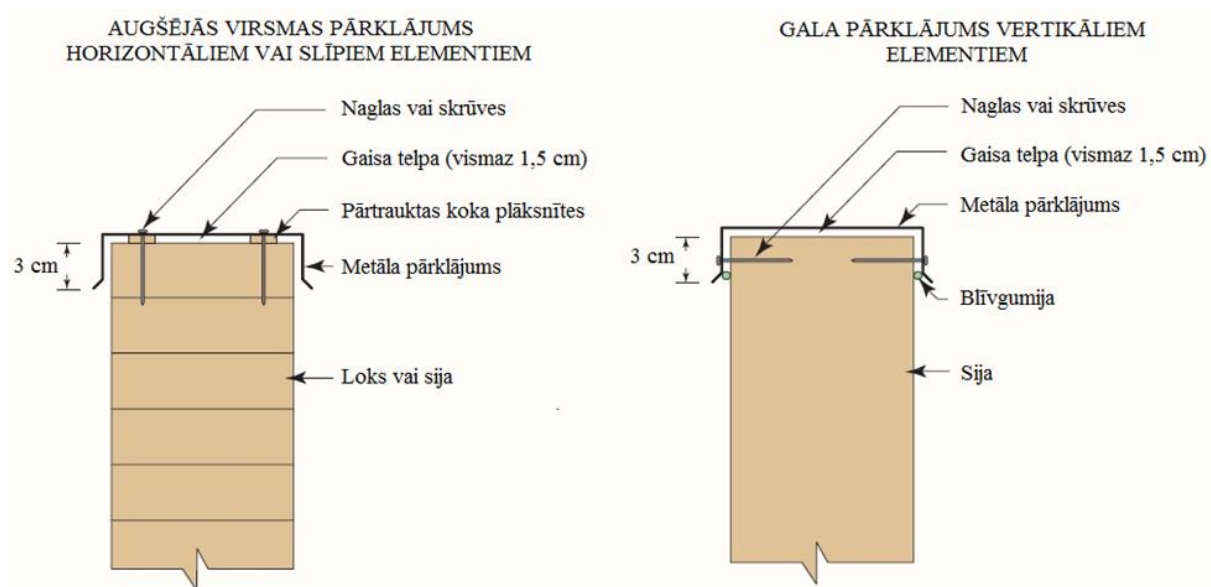 AUGŠĒJĀS VIRSMAS PĀRKLĀJUMS
HORIZONTĀLIEM VAI SLĪPIEM ELEMENTIEM
Naglas vai skrūves
Gaisa telpa (vismaz 1,5 cm)
Pārtrauktas koka plāksnītes
3 cm
Metāla pārklājums
Loks vai sija
GALA PĀRKLĀJUMS VERTIKĀLIEM
ELEMENTIEM
Naglas vai skrūves
Gaisa telpa (vismaz 1,5 cm)
Metāla pārklājums
3 cm
Blīvgumija
Sija